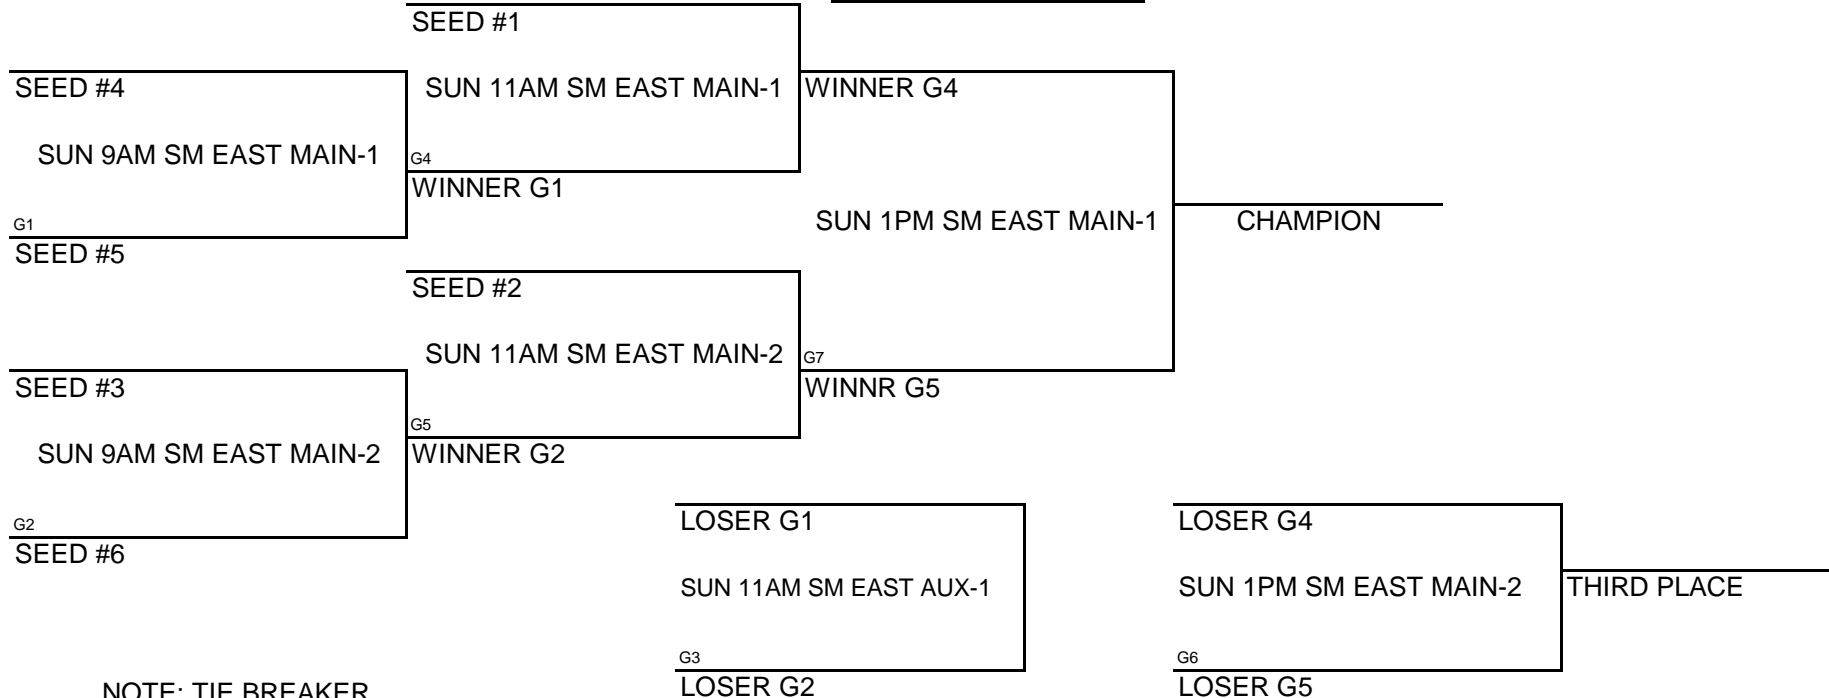 SEED #1
SEED #4
SUN 11AM SM EAST MAIN-1
WINNER G4
SUN 9AM SM EAST MAIN-1
G4
WINNER G1
G1
SUN 1PM SM EAST MAIN-1
CHAMPION
SEED #5
SEED #2
SUN 11AM SM EAST MAIN-2
G7
SEED #3
WINNR G5
G5
SUN 9AM SM EAST MAIN-2
WINNER G2
G2
LOSER G1
LOSER G4
SEED #6
SUN 11AM SM EAST AUX-1
SUN 1PM SM EAST MAIN-2
THIRD PLACE
G3
G6
NOTE: TIE BREAKER
LOSER G2
LOSER G5